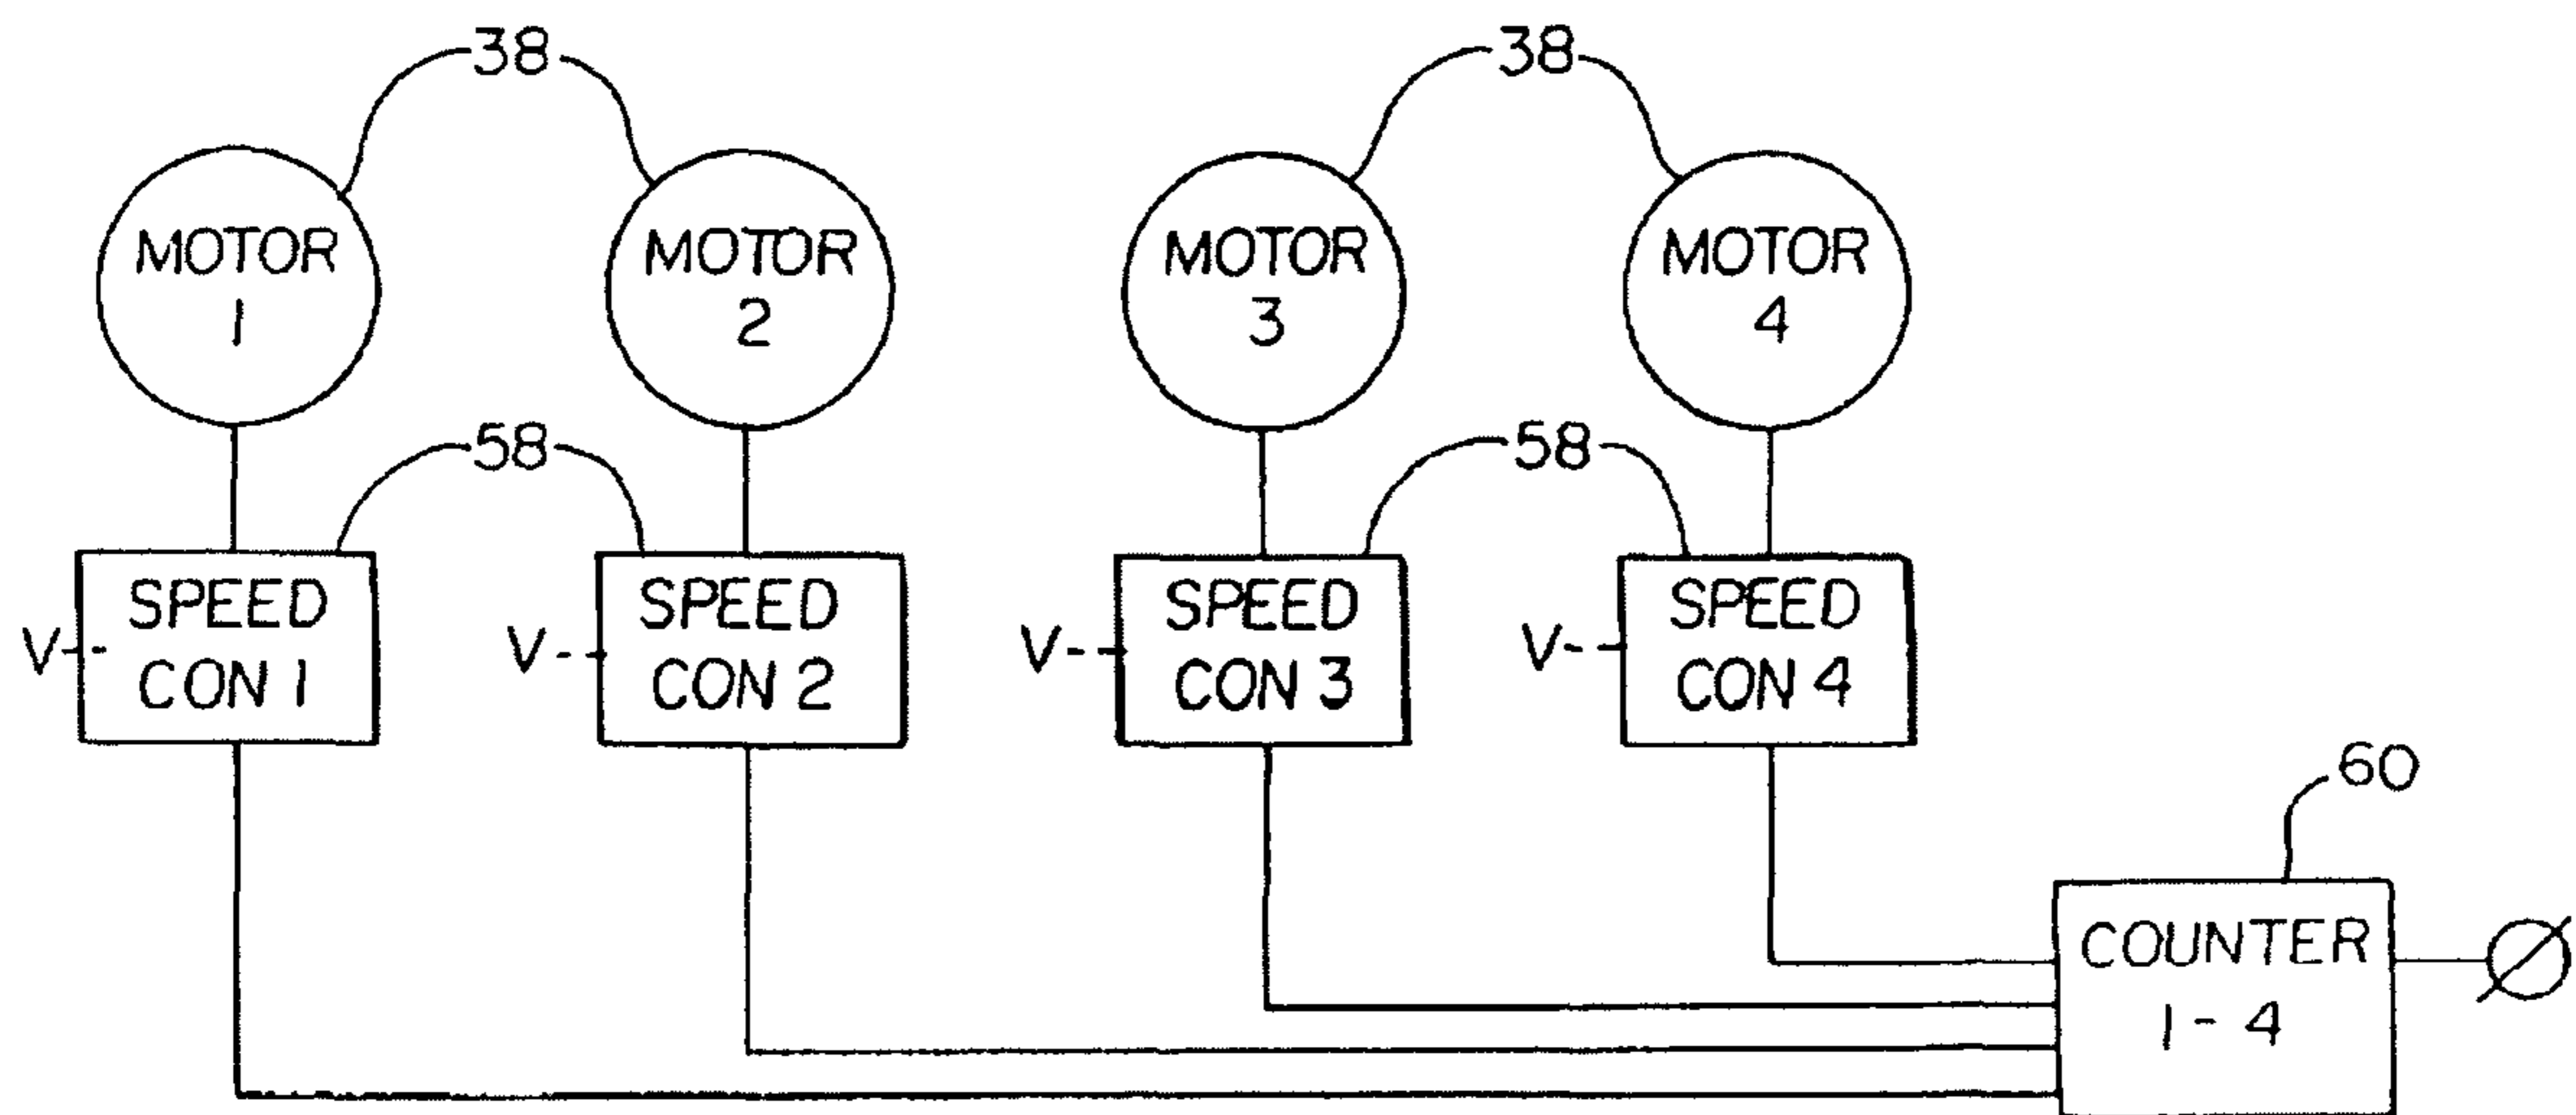 38
38
MOTOR
1
MOTOR
2
MOTOR
3
MOTOR
4
58
58
V
SPEED
CON 1
V
SPEED
CON 2
V
SPEED
CON 3
V
SPEED
CON 4
60
COUNTER
1-4